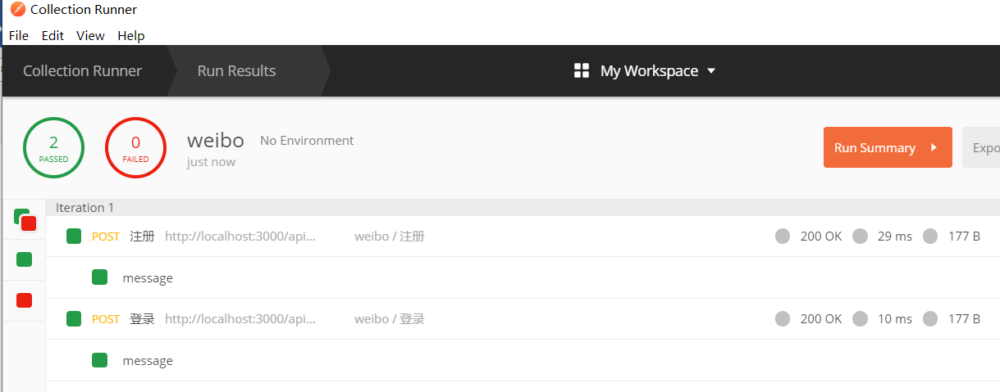 Collection Runner
File Edit View Help
Collection Runner Run Results My Workspace
2 PASSED
0 FAILED
weibo No Environment
just now
Run Summary
Expo
Iteration 1
POST 注册 http://localhost:3000/api... weibo / 注册 200 OK 29 ms 177 B
message
POST 登录 http://localhost:3000/api... weibo / 登录 200 OK 10 ms 177 B
message